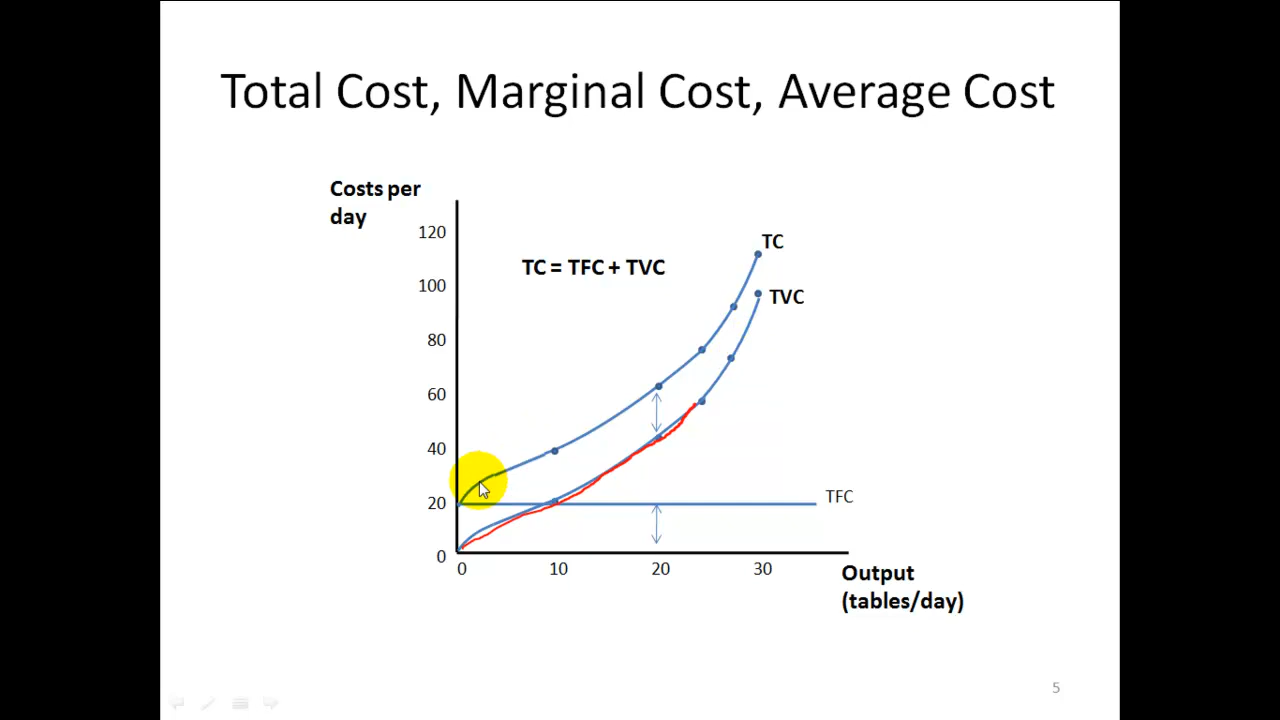 Total Cost, Marginal Cost, Average Cost
Costs per
day
120
TC
TC = TFC + TVC
100
TVC
80
60
40
20
TFC
0
0 10 20 30
Output
(tables/day)
5